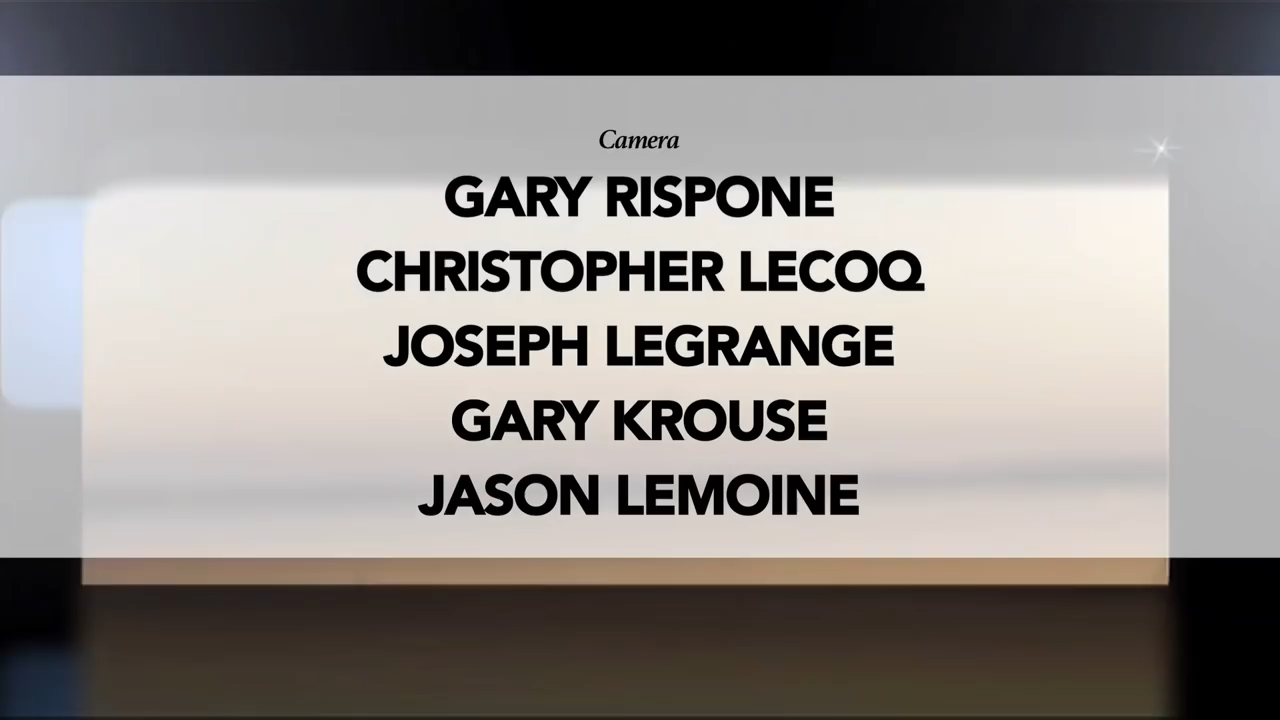 Camera
GARY RISPONE
CHRISTOPHER LECOQ
JOSEPH LEGRANGE
GARY KROUSE
JASON LEMOINE